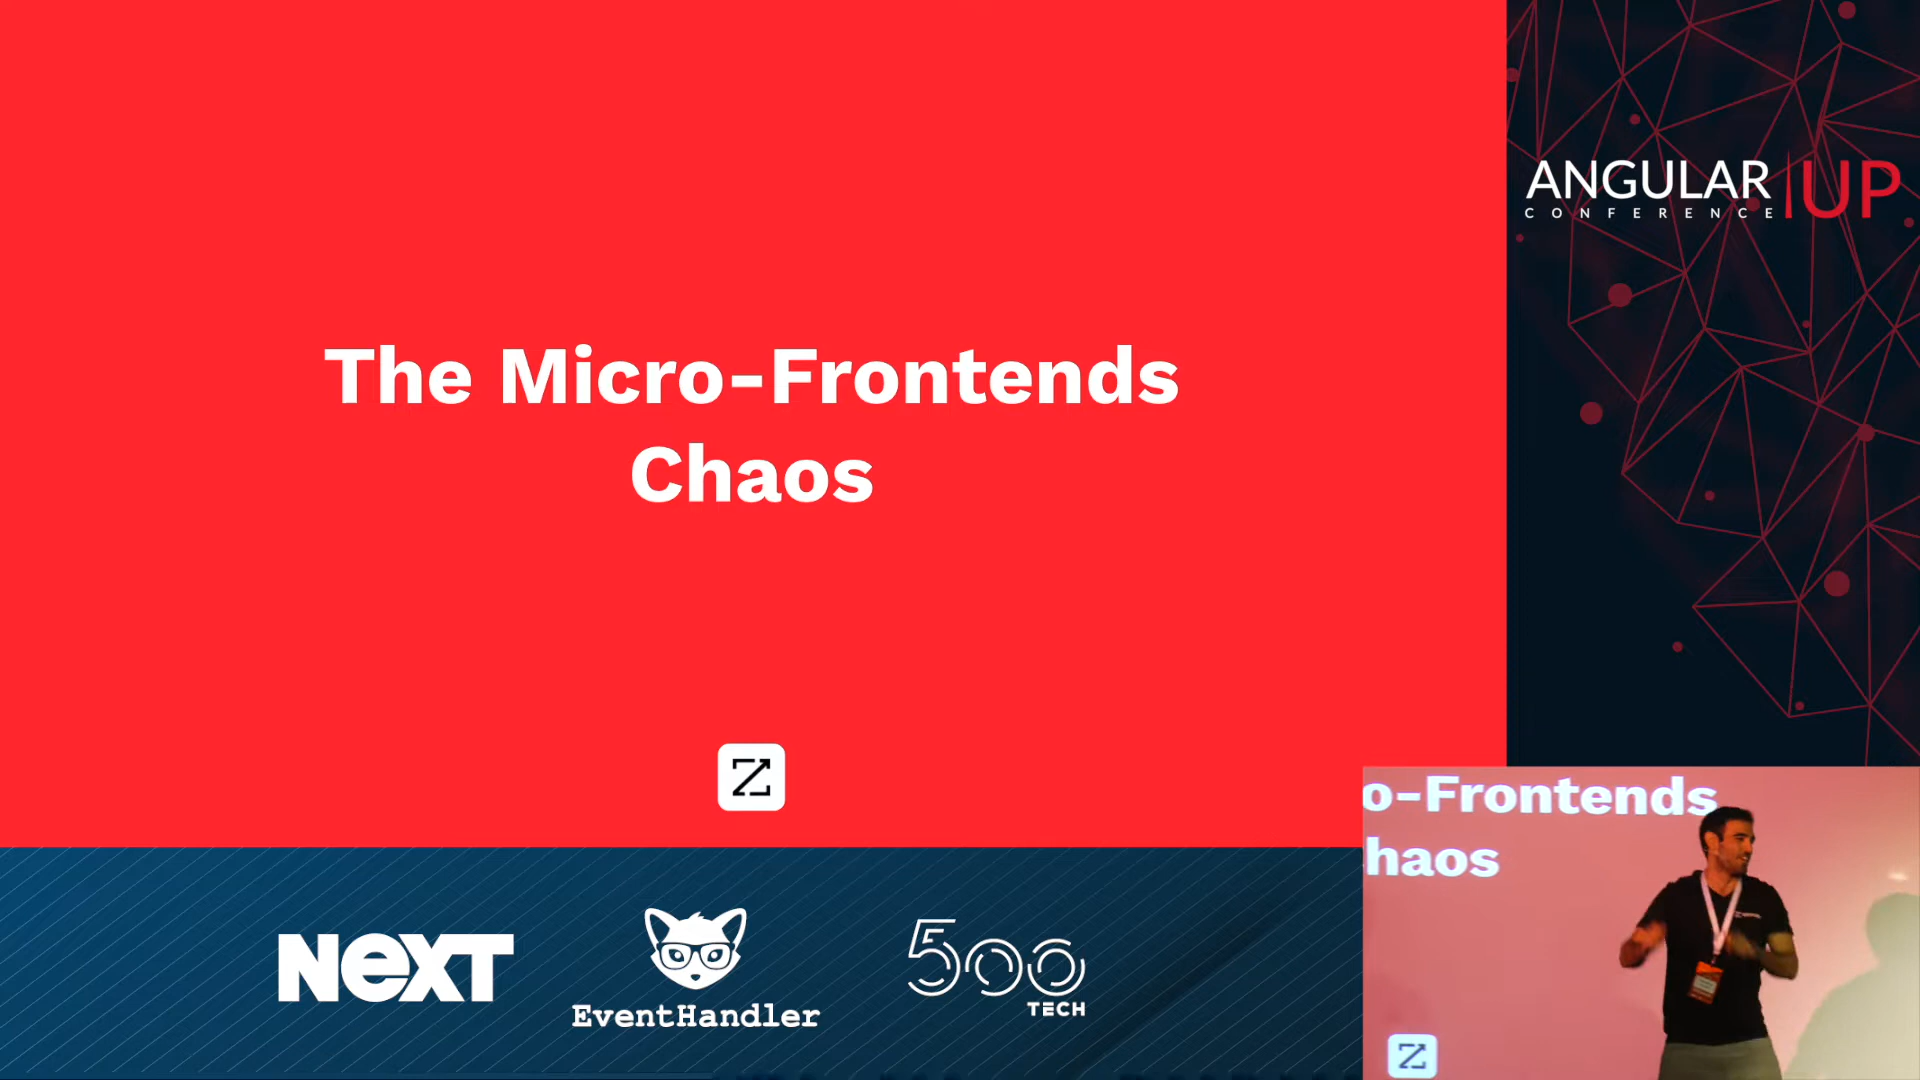 The Micro-Frontends
Chaos
ANGULAR UP
CONFERENCE
NeXT
EventHandler
500
TECH
o-Frontends
haos